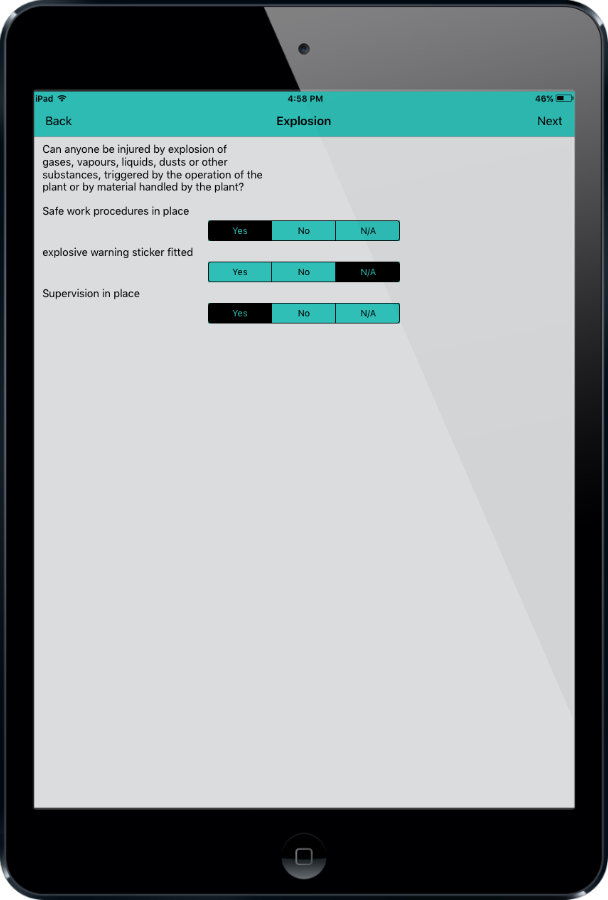 iPad 4:58 PM 46%
Back Explosion Next
Can anyone be injured by explosion of
gases, vapours, liquids, dusts or other
substances, triggered by the operation of the
plant or by material handled by the plant?
Safe work procedures in place
Yes No N/A
explosive warning sticker fitted
Yes No N/A
Supervision in place
Yes No N/A